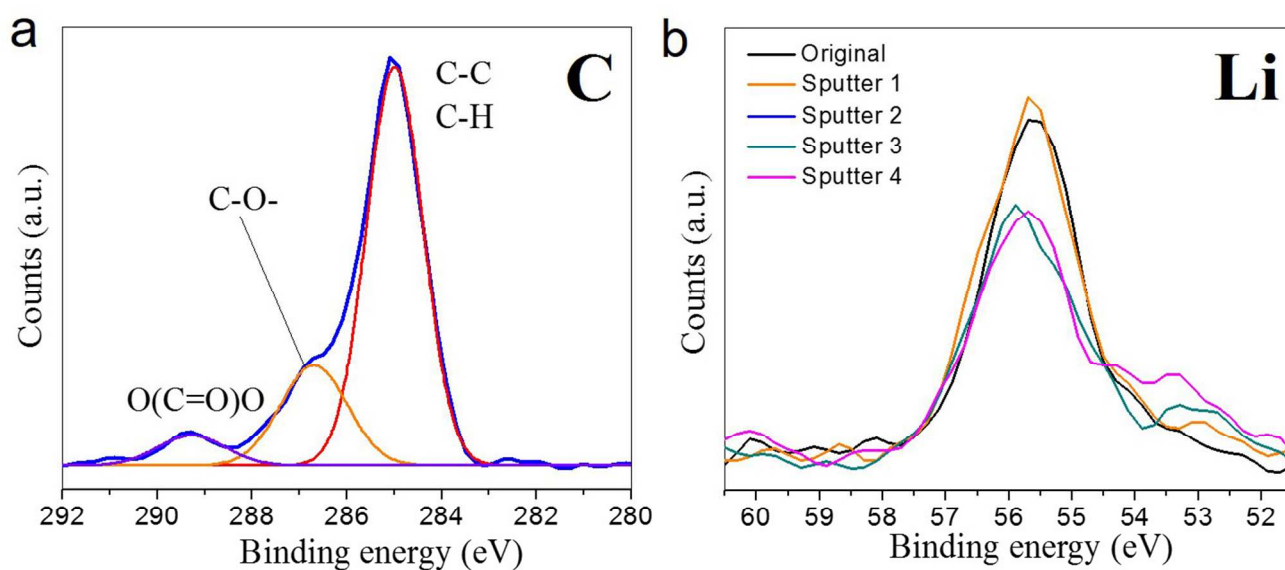 a
C
C-C
C-H
C-O-
O(C=O)O
Counts (a.u.)
292 290 288 286 284 282 280
Binding energy (eV)
b
Li
Original
Sputter 1
Sputter 2
Sputter 3
Sputter 4
Counts (a.u.)
60 59 58 57 56 55 54 53 52
Binding energy (eV)